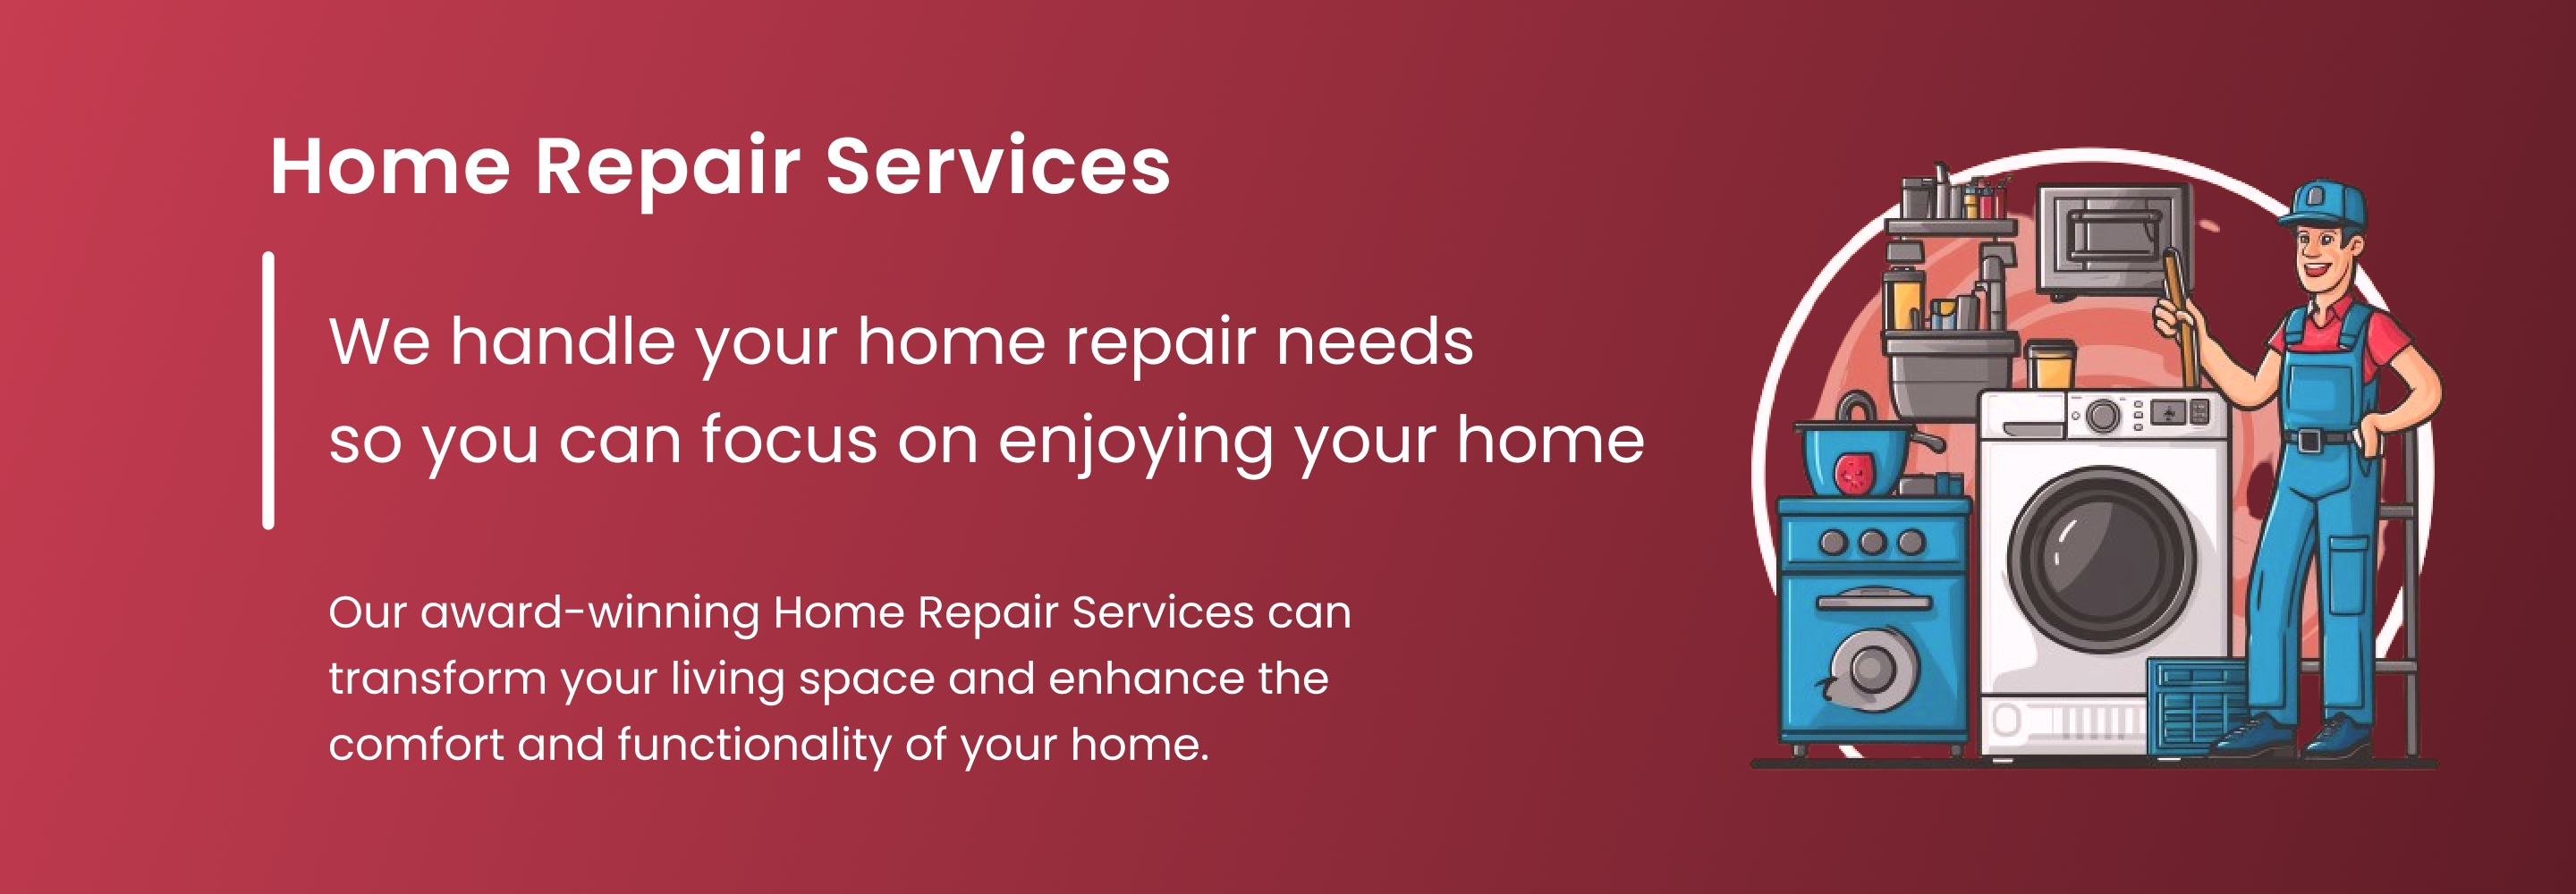 Home Repair Services
We handle your home repair needs
so you can focus on enjoying your home
Our award-winning Home Repair Services can
transform your living space and enhance the
comfort and functionality of your home.